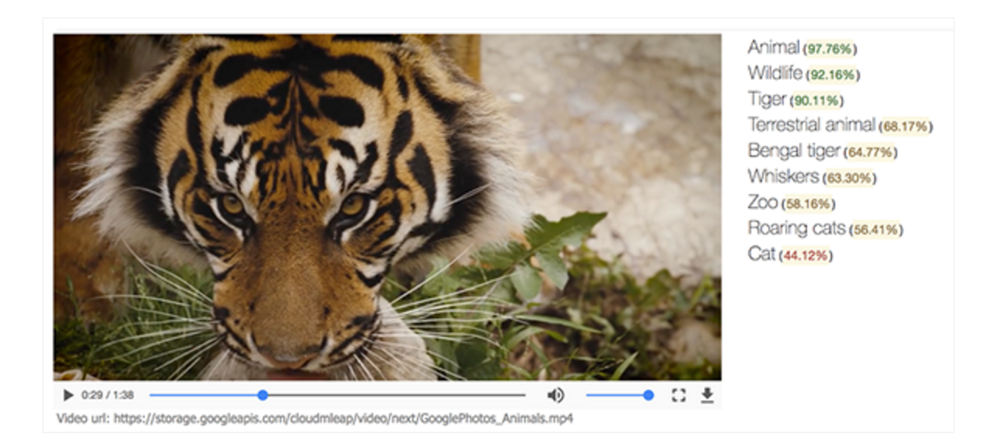 Animal (97.76%)
Wildlife (92.16%)
Tiger (90.11%)
Terrestrial animal (68.17%)
Bengal tiger (64.77%)
Whiskers (63.30%)
Zoo (58.16%)
Roaring cats (56.41%)
Cat (44.12%)
0:29 / 1:38
Video url: https://storage.googleapis.com/cloudmleap/video/next/GooglePhotos_Animals.mp4